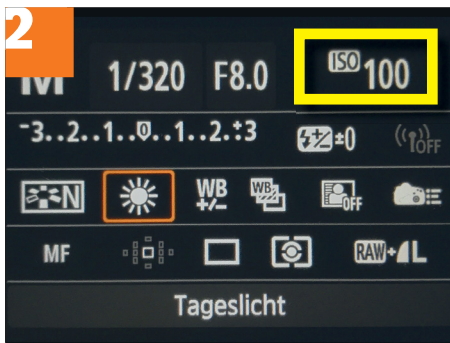 2
M 1/320 F8.0 ISO 100
-3..2..1..0..1..2..+3 ±0 OFF
N WB +/- WB OFF
MF RAW+L
Tageslicht